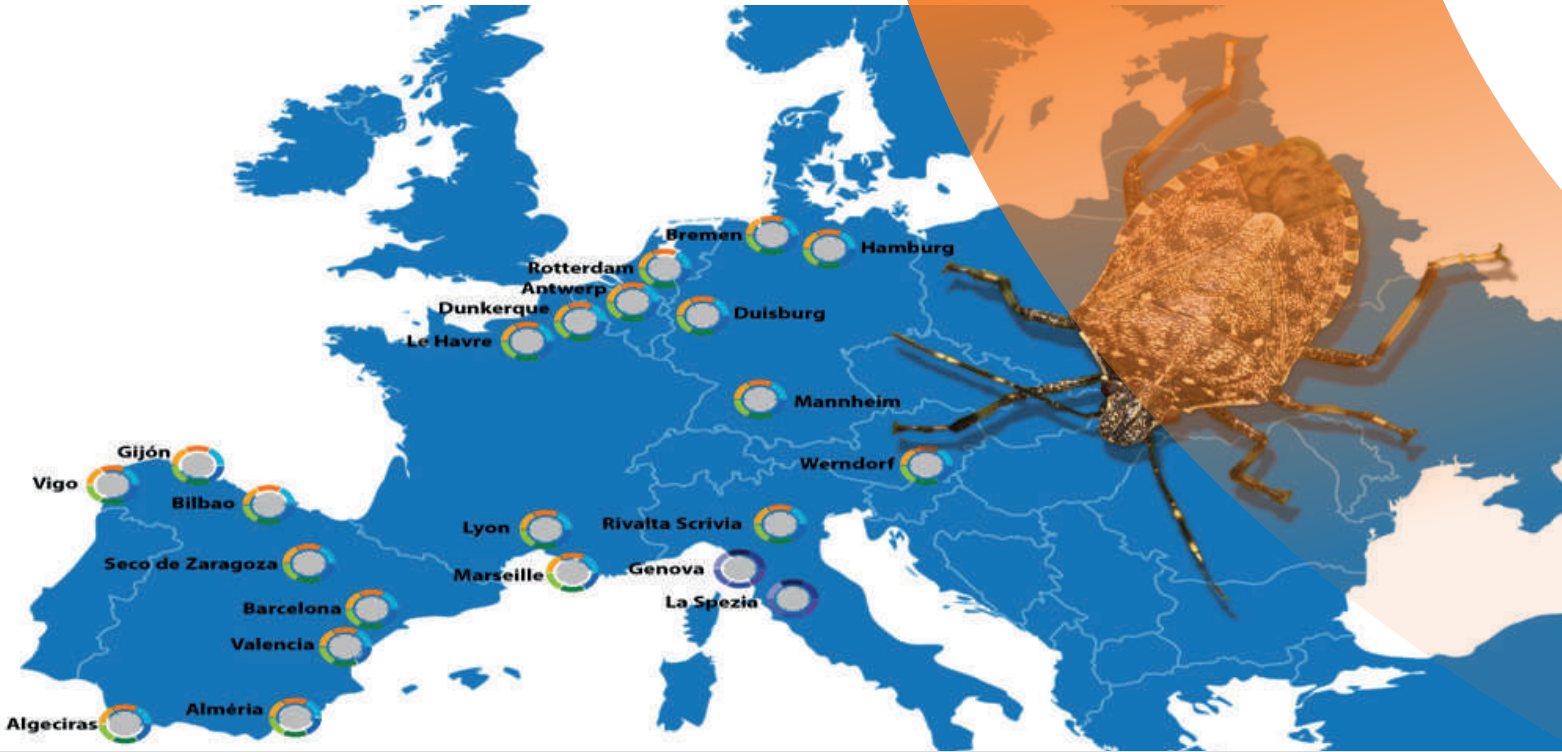 Bremen
Hamburg
Rotterdam
Antwerp
Dunkerque
Duisburg
Le Havre
Mannheim
Gijón
Vigo
Werndorf
Bilbao
Lyon
Rivalta Scrivia
Seco de Zaragoza
Marseille
Genova
La Spezia
Barcelona
Valencia
Alméria
Algeciras